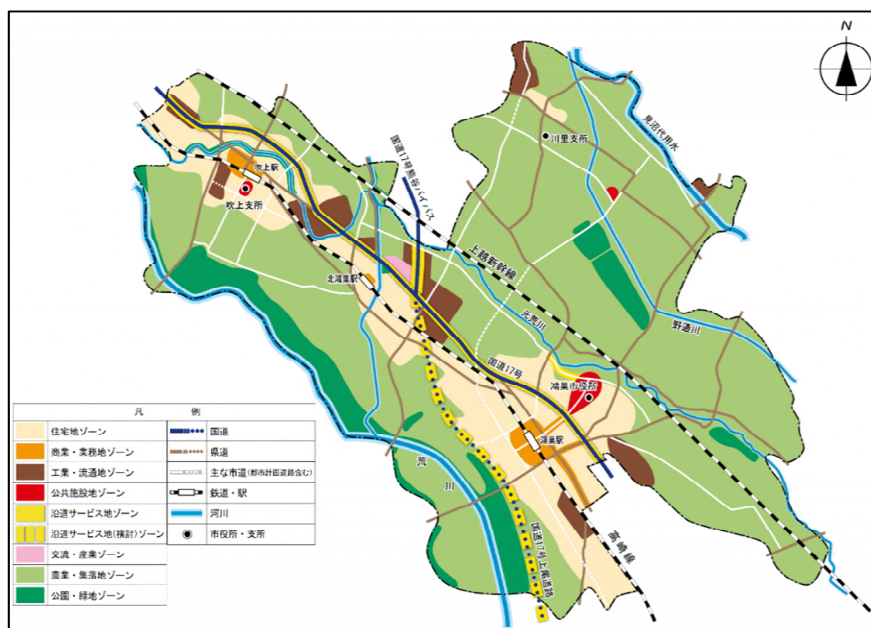 N
見沼代用水
川里支所
国道17号熊谷バイパス
吹上駅
吹上支所
上越新幹線
北鴻巣駅
元荒川
野通川
国道17号
鴻巣市役所
鴻巣駅
荒川
国道17号上尾道路
高崎線
凡 例
住宅地ゾーン
商業・業務地ゾーン
工業・流通地ゾーン
公共施設地ゾーン
沿道サービス地ゾーン
沿道サービス地(検討)ゾーン
交流・産業ゾーン
農業・集落地ゾーン
公園・緑地ゾーン
国道
県道
主な市道(都市計画道路含む)
鉄道・駅
河川
市役所・支所